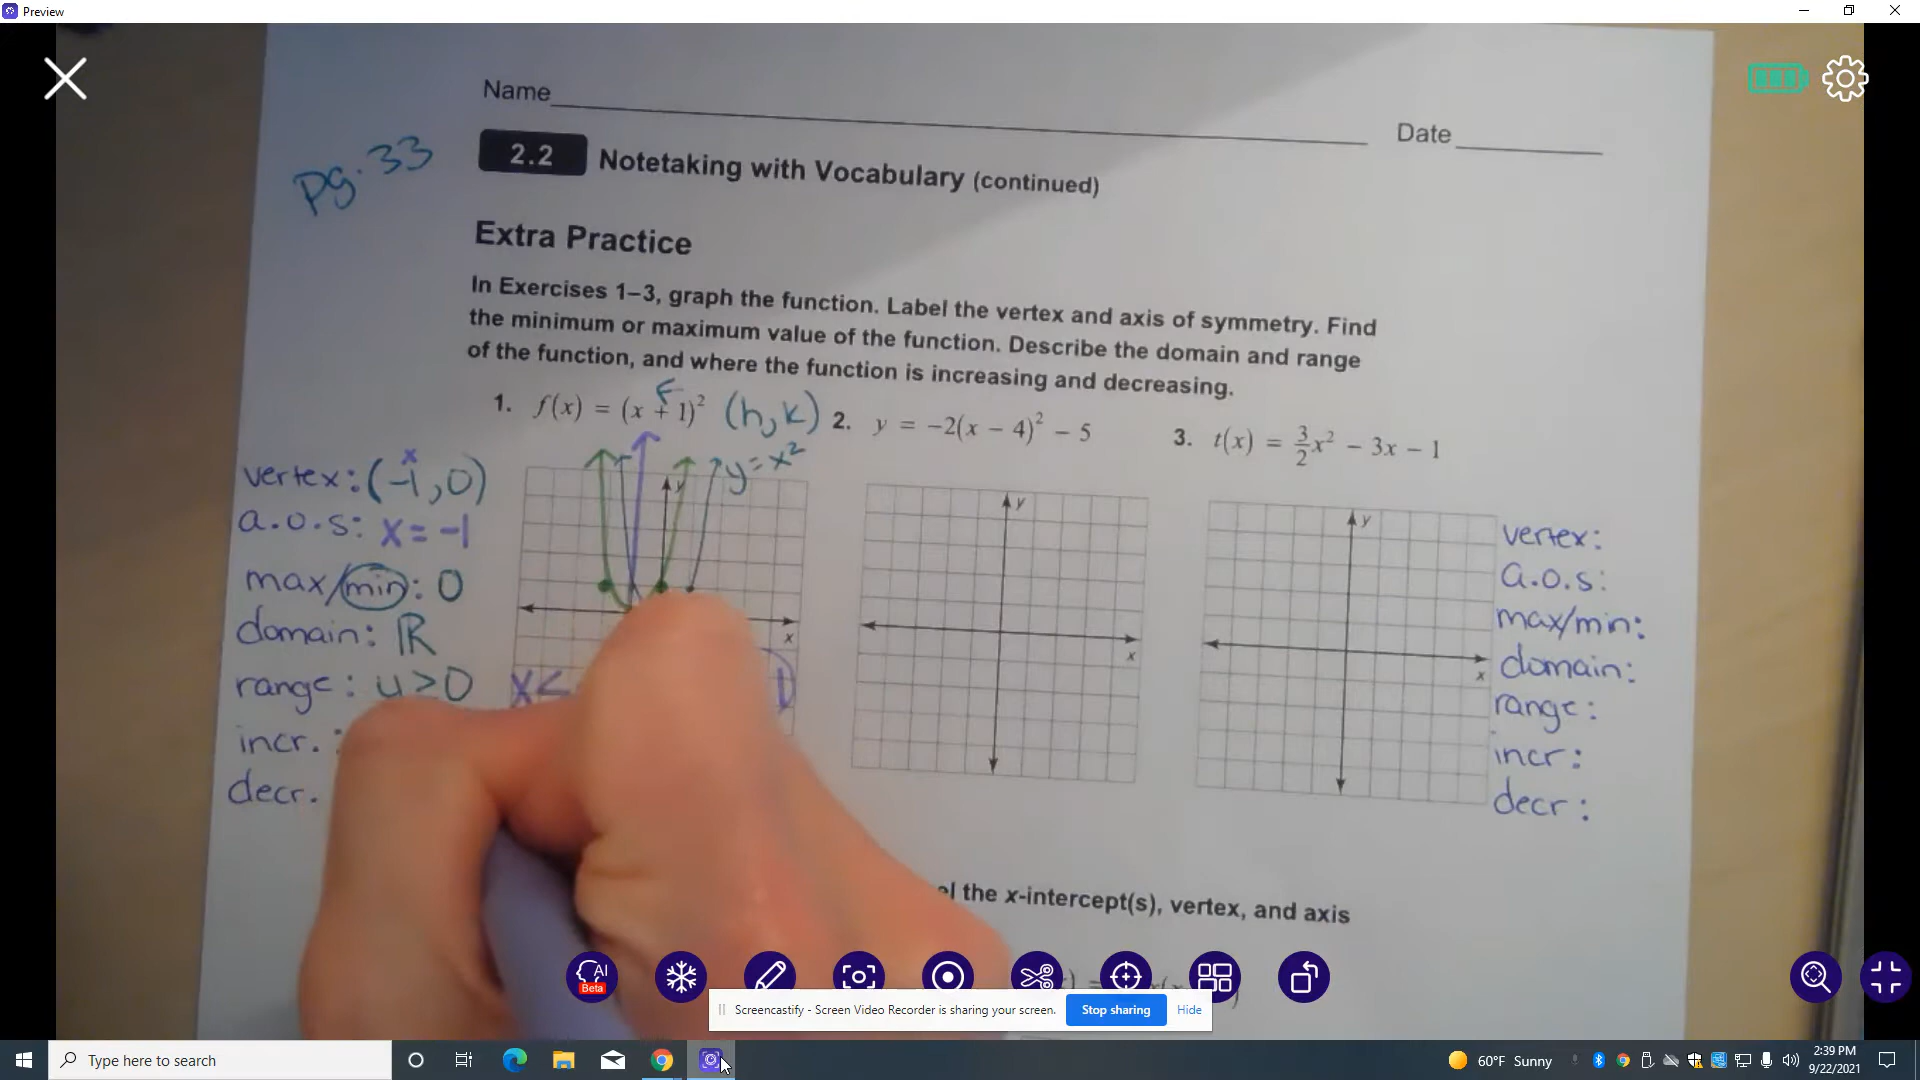 Preview
Name
Date
pg. 33
2.2 Notetaking with Vocabulary (continued)
Extra Practice
In Exercises 1–3, graph the function. Label the vertex and axis of symmetry. Find
the minimum or maximum value of the function. Describe the domain and range
of the function, and where the function is increasing and decreasing.
1. f(x) = (x + 1)² (h,k)
2. y = −2(x − 4)² − 5
3. t(x) = 3/2 x² − 3x − 1
y = x²
x
vertex: (-1, 0)
a.o.s: x = -1
max/min: 0
domain: ℝ
range: y > 0
incr. :
decr.
y
x
x <
y
x
y
x
vertex:
a.o.s:
max/min:
domain:
range:
incr:
decr:
the x-intercept(s), vertex, and axis
AI
Beta
Screencastify - Screen Video Recorder is sharing your screen.
Stop sharing
Hide
Type here to search
60°F Sunny
2:39 PM
9/22/2021